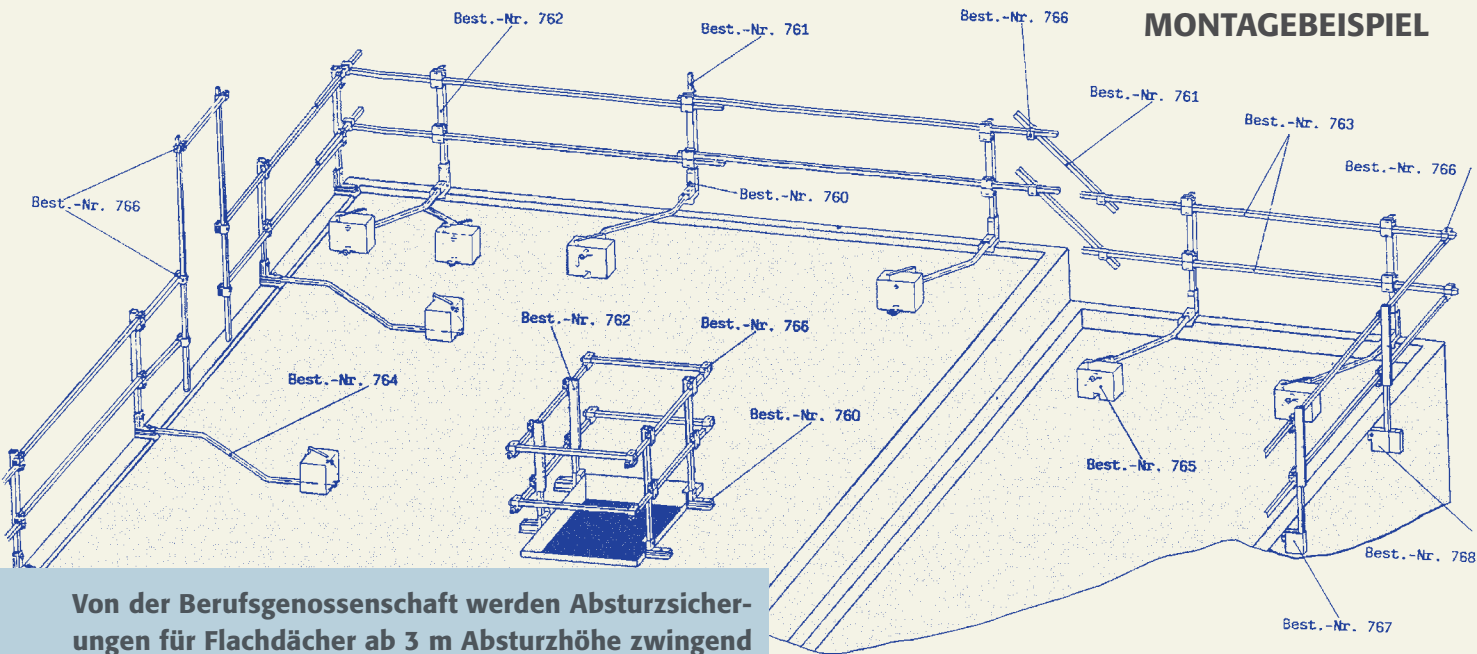 MONTAGEBEISPIEL
Best.-Nr. 762
Best.-Nr. 761
Best.-Nr. 766
Best.-Nr. 761
Best.-Nr. 763
Best.-Nr. 766
Best.-Nr. 766
Best.-Nr. 760
Best.-Nr. 762
Best.-Nr. 766
Best.-Nr. 764
Best.-Nr. 760
Best.-Nr. 765
Best.-Nr. 768
Best.-Nr. 767
Von der Berufsgenossenschaft werden Absturzsicher-
ungen für Flachdächer ab 3 m Absturzhöhe zwingend